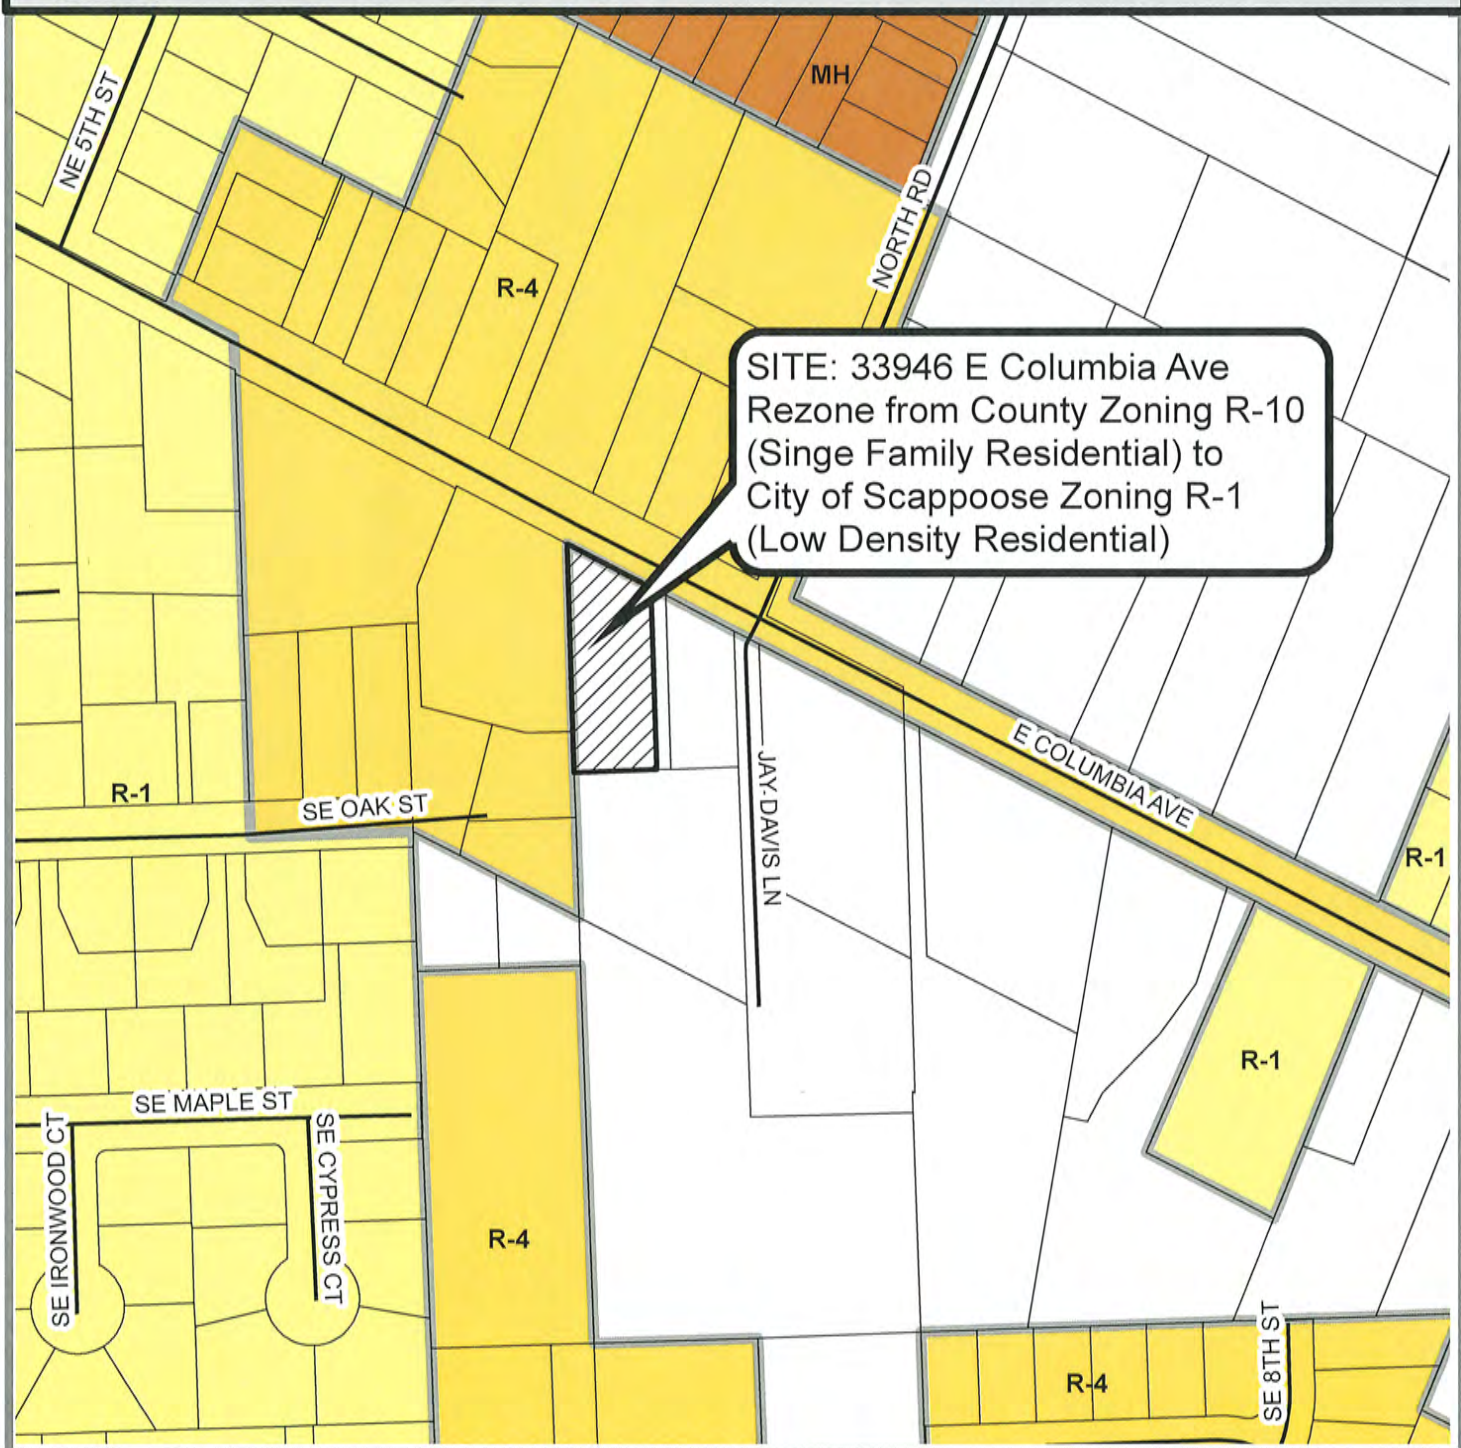 MH
NE 5TH ST
NORTH RD
R-4
SITE: 33946 E Columbia Ave
Rezone from County Zoning R-10
(Singe Family Residential) to
City of Scappoose Zoning R-1
(Low Density Residential)
E COLUMBIA AVE
JAY-DAVIS LN
R-1
SE OAK ST
R-1
R-1
SE MAPLE ST
SE IRONWOOD CT
SE CYPRESS CT
R-4
SE 8TH ST
R-4